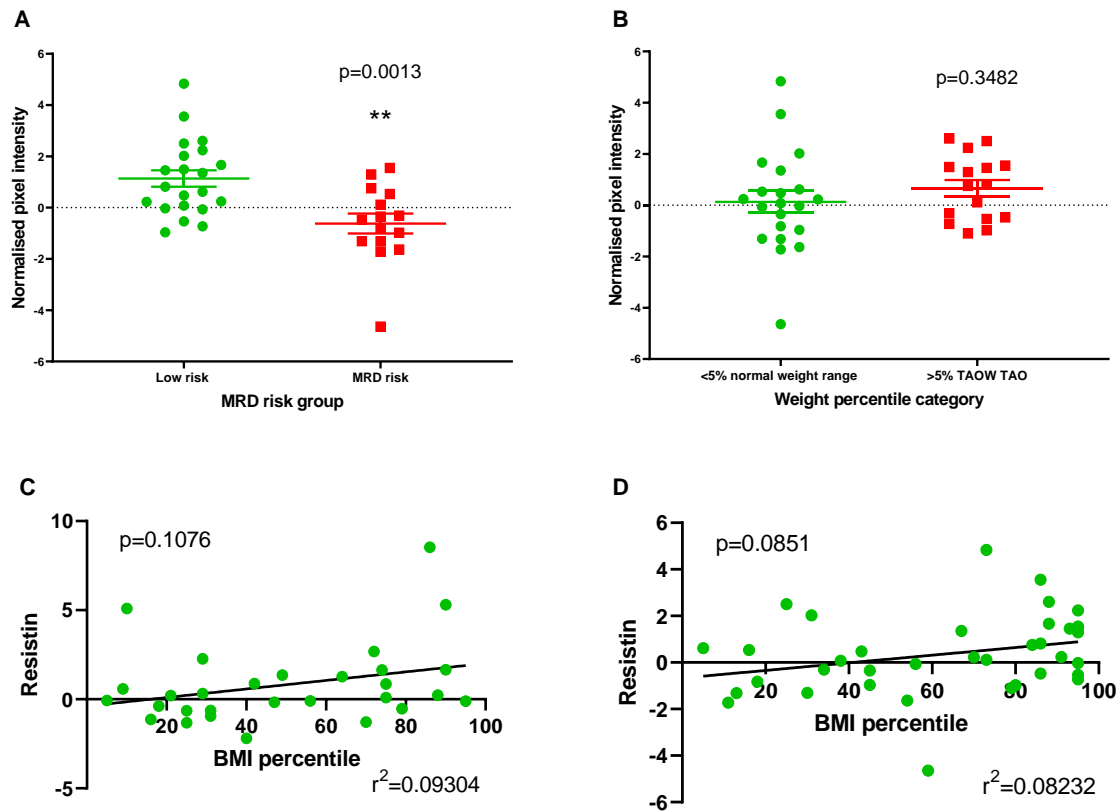 A
Normalised pixel intensity
6
4
2
0
-2
-4
-6
p=0.0013
**
Low risk
MRD risk
MRD risk group
B
Normalised pixel intensity
6
4
2
0
-2
-4
-6
p=0.3482
<5% normal weight range
>5% TAOW TAO
Weight percentile category
C
Resistin
10
5
0
-5
p=0.1076
20 40 60 80 100
BMI percentile
r²=0.09304
D
Resistin
6
4
2
0
-2
-4
-6
p=0.0851
20 40 60 80 100
BMI percentile
r²=0.08232